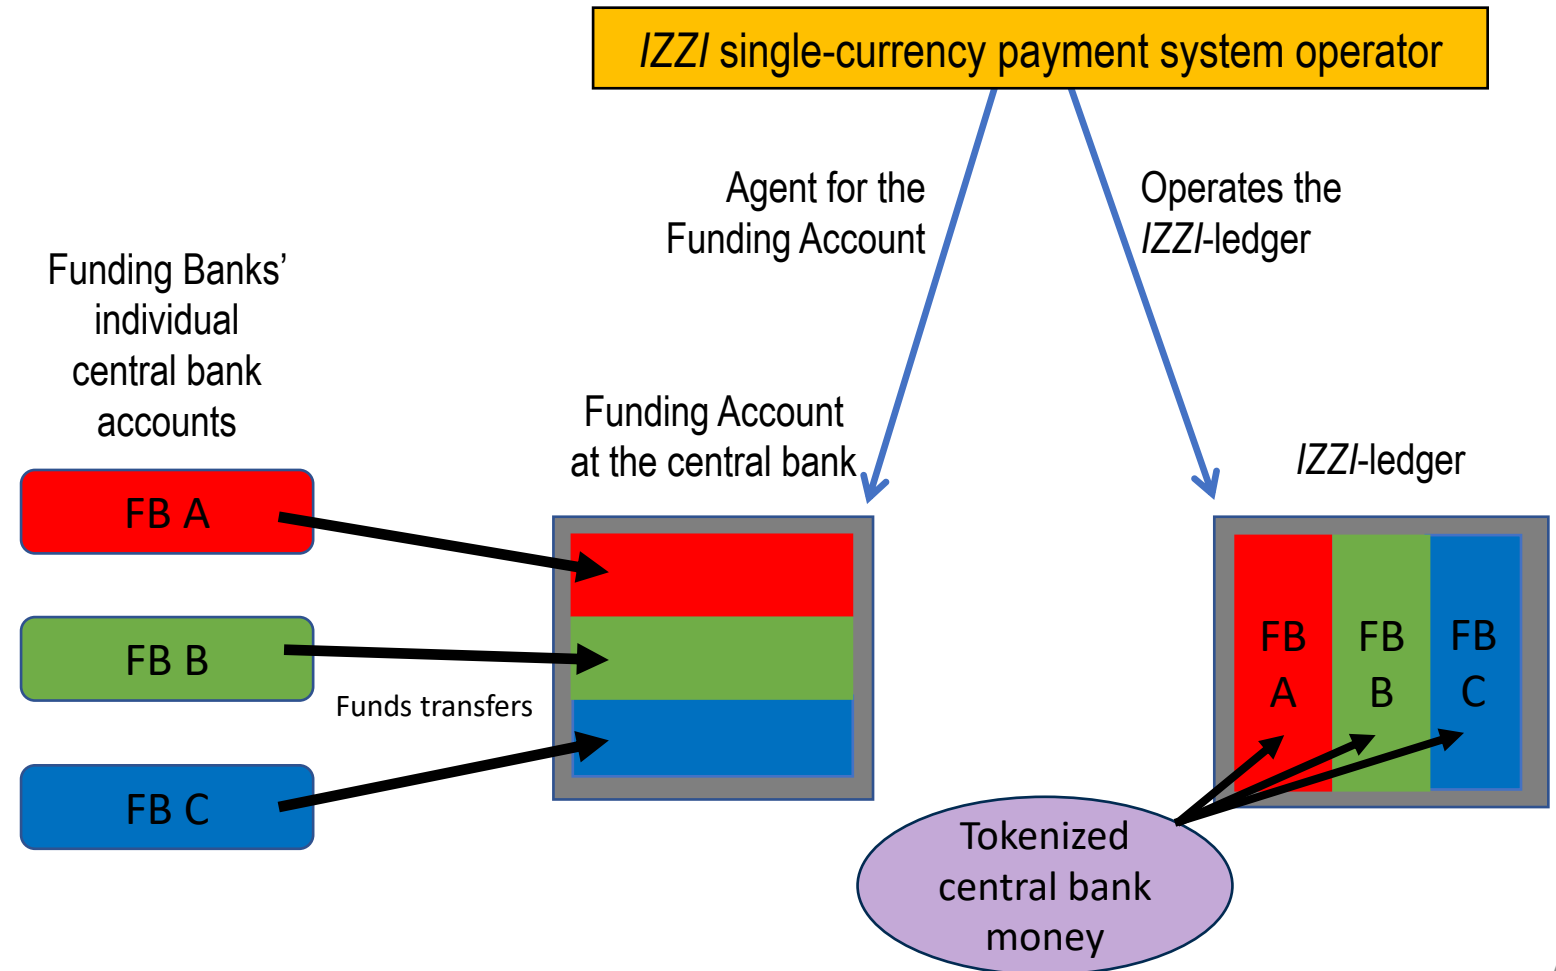 IZZI single-currency payment system operator
Agent for the
Funding Account
Operates the
IZZI-ledger
Funding Banks’
individual
central bank
accounts
Funding Account
at the central bank
IZZI-ledger
FB A
FB B
FB C
Funds transfers
FB
A
FB
B
FB
C
Tokenized
central bank
money